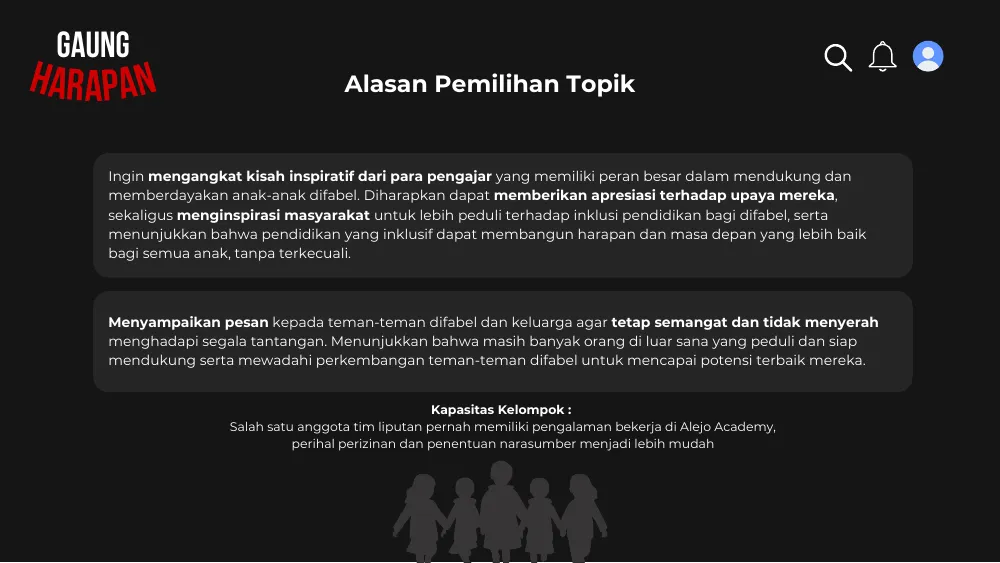 GAUNG
HARAPAN
Alasan Pemilihan Topik
Ingin mengangkat kisah inspiratif dari para pengajar yang memiliki peran besar dalam mendukung dan
memberdayakan anak-anak difabel. Diharapkan dapat memberikan apresiasi terhadap upaya mereka,
sekaligus menginspirasi masyarakat untuk lebih peduli terhadap inklusi pendidikan bagi difabel, serta
menunjukkan bahwa pendidikan yang inklusif dapat membangun harapan dan masa depan yang lebih baik
bagi semua anak, tanpa terkecuali.
Menyampaikan pesan kepada teman-teman difabel dan keluarga agar tetap semangat dan tidak menyerah
menghadapi segala tantangan. Menunjukkan bahwa masih banyak orang di luar sana yang peduli dan siap
mendukung serta mewadahi perkembangan teman-teman difabel untuk mencapai potensi terbaik mereka.
Kapasitas Kelompok :
Salah satu anggota tim liputan pernah memiliki pengalaman bekerja di Alejo Academy,
perihal perizinan dan penentuan narasumber menjadi lebih mudah